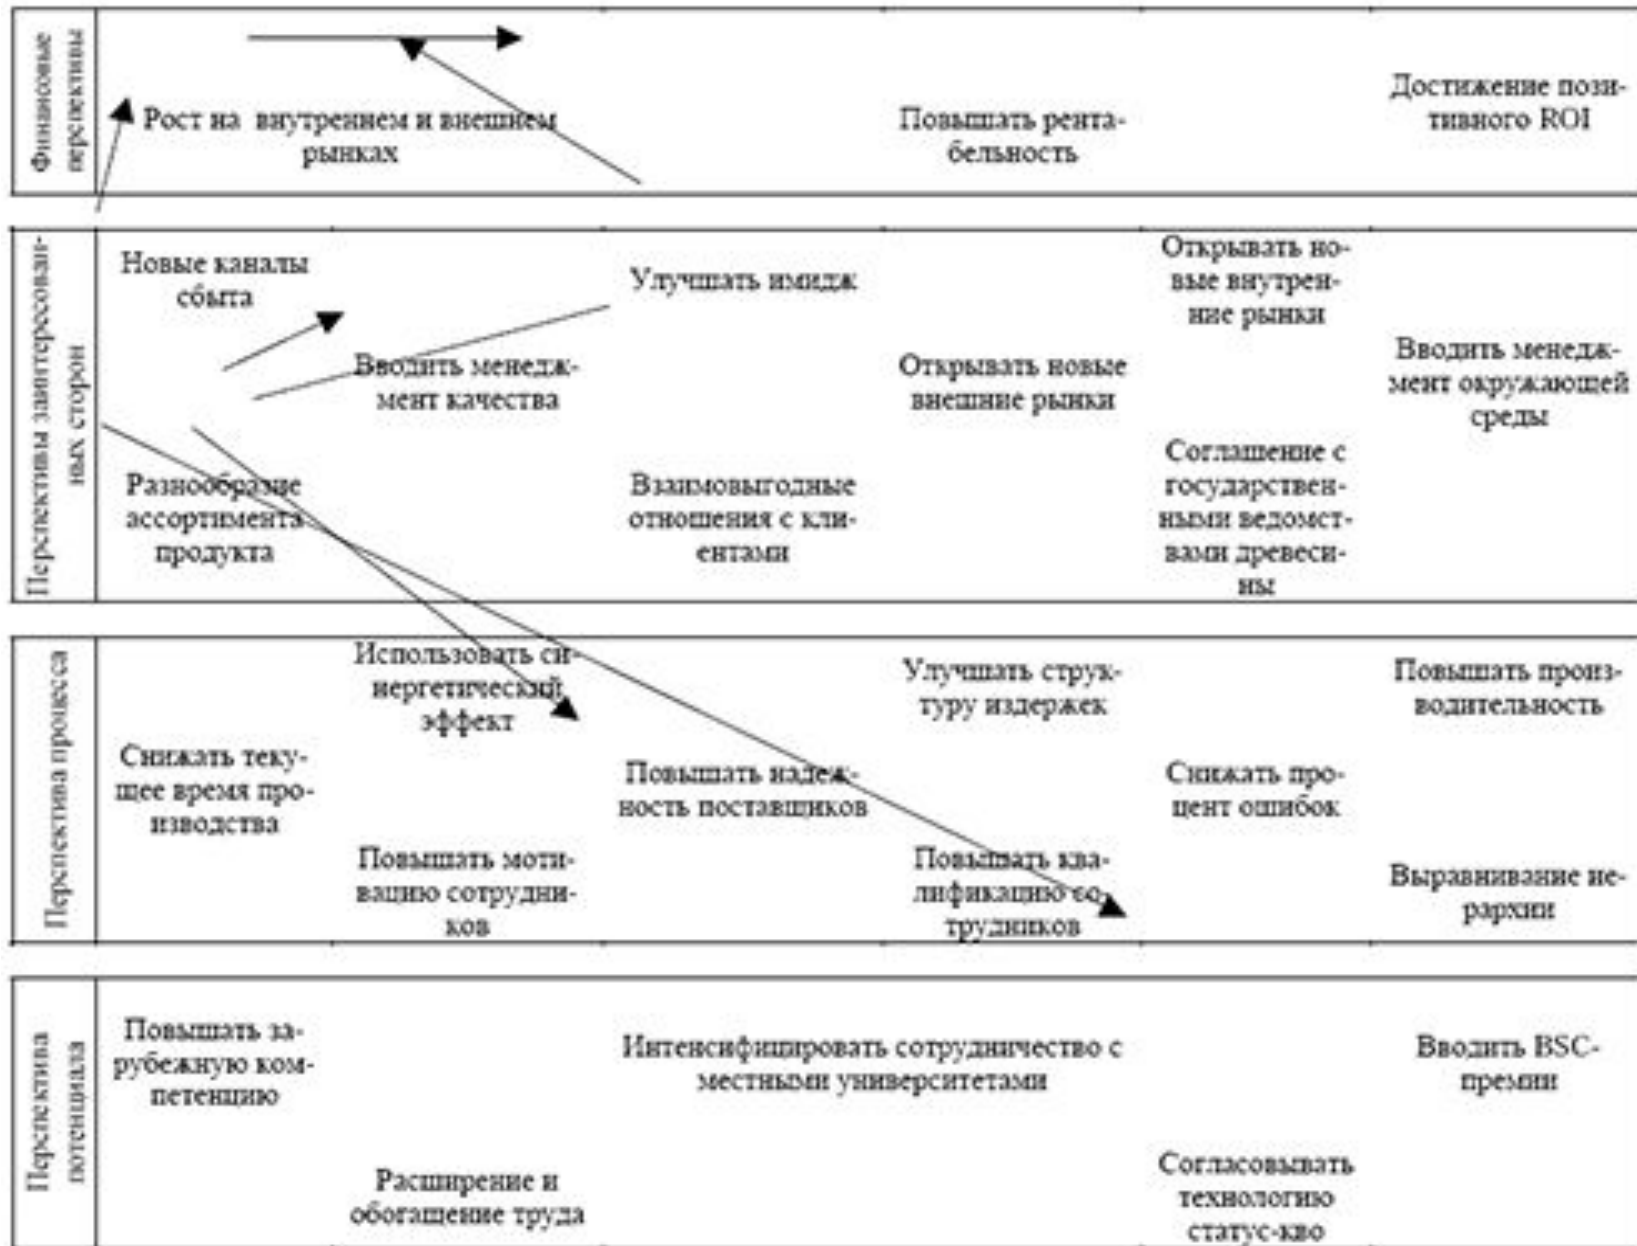 Финансовые
перспективы
Рост на внутреннем и внешнем
рынках
Повышать рента-
бельность
Достижение пози-
тивного ROI
Перспективы заинтересован-
ных сторон
Новые каналы
сбыта
Улучшать имидж
Открывать но-
вые внутрен-
ние рынки
Вводить менедж-
мент качества
Открывать новые
внешние рынки
Вводить менедж-
мент окружающей
среды
Разнообразие
ассортимента
продукта
Взаимовыгодные
отношения с кли-
ентами
Соглашение с
государствен-
ными ведомст-
вами древеси-
ны
Перспектива процесса
Использовать си-
нергетический
эффект
Улучшать струк-
туру издержек
Повышать произ-
водительность
Снижать теку-
щее время про-
изводства
Повышать надеж-
ность поставщиков
Снижать про-
цент ошибок
Повышать моти-
вацию сотрудни-
ков
Повышать ква-
лификацию со-
трудников
Выравнивание ие-
рархии
Перспектива
потенциала
Повышать за-
рубежную ком-
петенцию
Интенсифицировать сотрудничество с
местными университетами
Вводить BSC-
премии
Расширение и
обогащение труда
Согласовывать
технологию
статус-кво